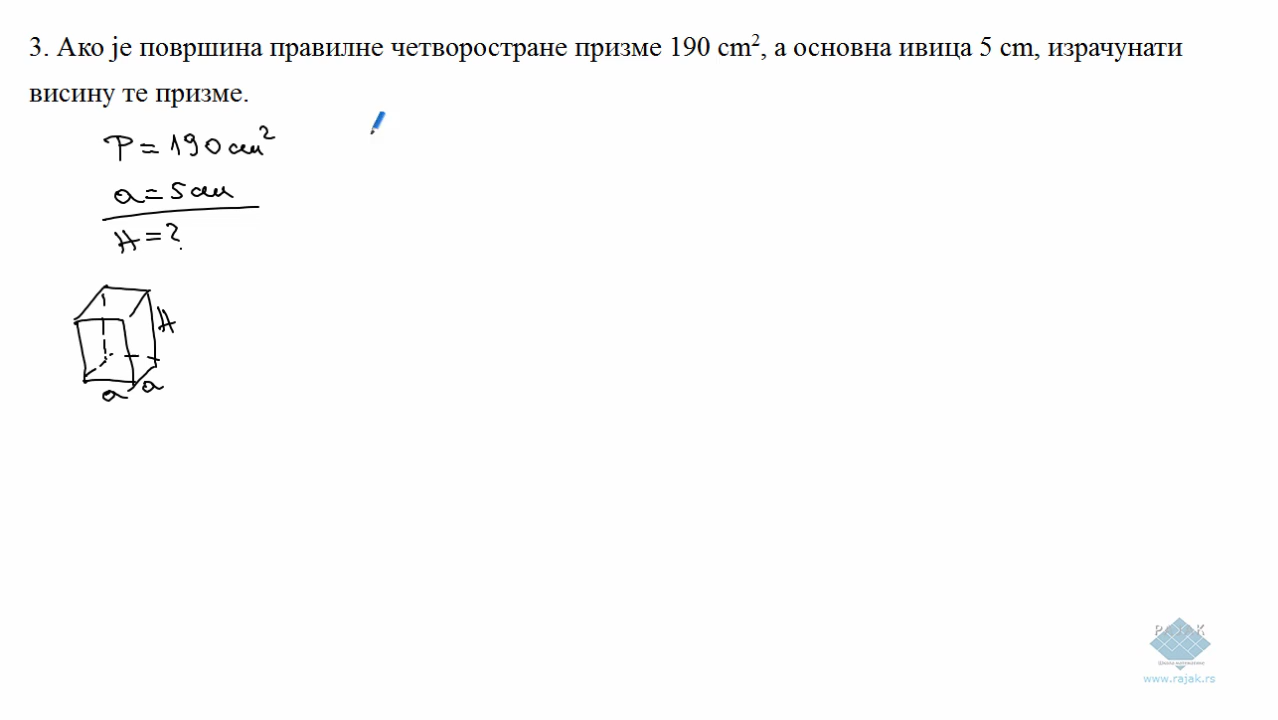 3. Ако је површина правилне четворостране призме 190 cm², а основна ивица 5 cm, израчунати
висину те призме.
P = 190 cm²
a = 5 cm
H = ?
H
a a
РАЈАК
www.rajak.rs